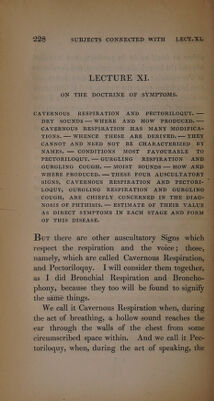 228 SUBJECTS CONNECTED WITH LECT. XI.
LECTURE XI.
ON THE DOCTRINE OF SYMPTOMS.
CAVERNOUS RESPIRATION AND PECTORILOQUY. —
DRY SOUNDS — WHERE AND HOW PRODUCED. —
CAVERNOUS RESPIRATION HAS MANY MODIFICA-
TIONS. — WHENCE THESE ARE DERIVED. — THEY
CANNOT AND NEED NOT BE CHARACTERIZED BY
NAMES. — CONDITIONS MOST FAVOURABLE TO
PECTORILOQUY. — GURGLING RESPIRATION AND
GURGLING COUGH. — MOIST SOUNDS — HOW AND
WHERE PRODUCED. — THESE FOUR AUSCULTATORY
SIGNS, CAVERNOUS RESPIRATION AND PECTORI-
LOQUY, GURGLING RESPIRATION AND GURGLING
COUGH, ARE CHIEFLY CONCERNED IN THE DIAG-
NOSIS OF PHTHISIS. — ESTIMATE OF THEIR VALUE
AS DIRECT SYMPTOMS IN EACH STAGE AND FORM
OF THIS DISEASE.
BUT there are other auscultatory Signs which
respect the respiration and the voice; those,
namely, which are called Cavernous Respiration,
and Pectoriloquy. I will consider them together,
as I did Bronchial Respiration and Broncho-
phony, because they too will be found to signify
the same things.
We call it Cavernous Respiration when, during
the act of breathing, a hollow sound reaches the
ear through the walls of the chest from some
circumscribed space within. And we call it Pec-
toriloquy, when, during the act of speaking, the